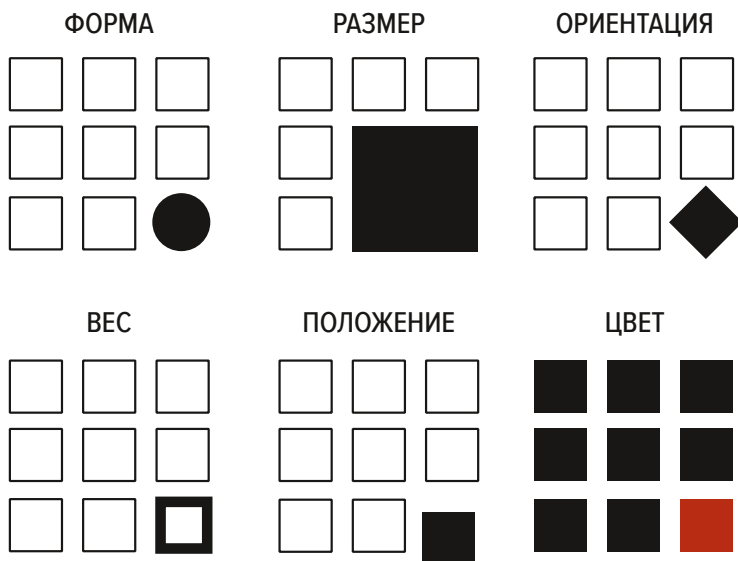 ФОРМА
РАЗМЕР
ОРИЕНТАЦИЯ
ВЕС
ПОЛОЖЕНИЕ
ЦВЕТ